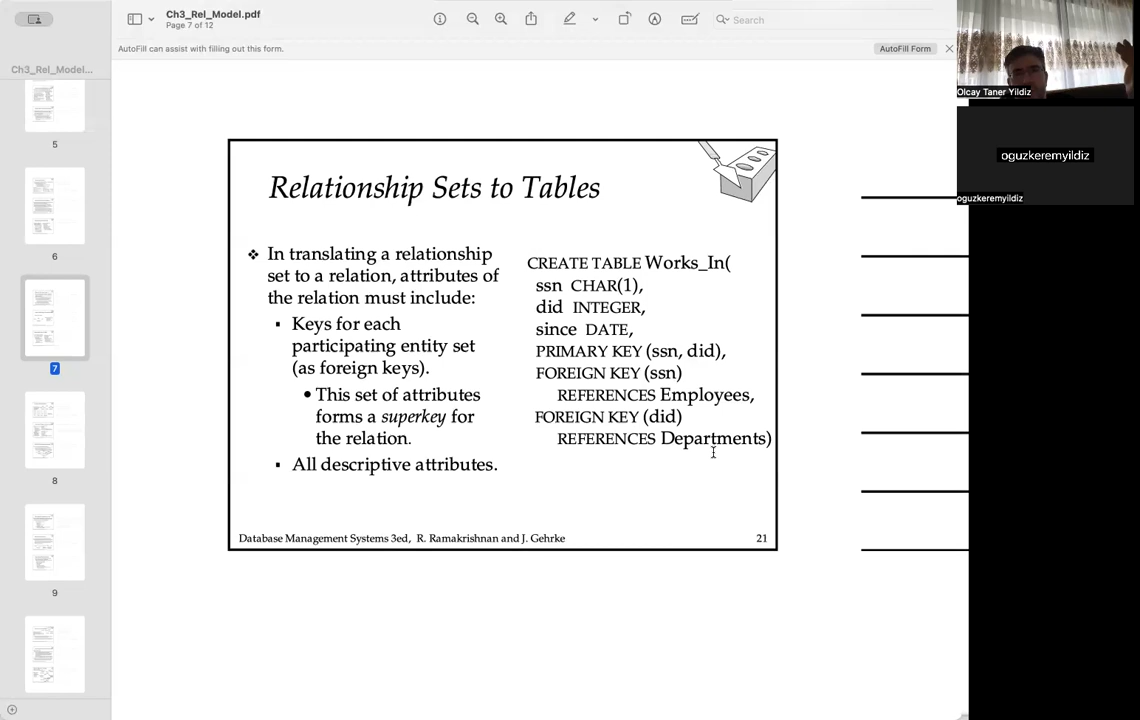 Ch3_Rel_Model.pdf
Page 7 of 12
Search
AutoFill can assist with filling out this form.
AutoFill Form
Ch3_Rel_Model...
5
6
7
8
9
Relationship Sets to Tables
❖ In translating a relationship
set to a relation, attributes of
the relation must include:
▪ Keys for each
participating entity set
(as foreign keys).
• This set of attributes
forms a superkey for
the relation.
▪ All descriptive attributes.
CREATE TABLE Works_In(
ssn CHAR(1),
did INTEGER,
since DATE,
PRIMARY KEY (ssn, did),
FOREIGN KEY (ssn)
REFERENCES Employees,
FOREIGN KEY (did)
REFERENCES Departments)
Database Management Systems 3ed, R. Ramakrishnan and J. Gehrke
21
Olcay Taner Yildiz
oguzkeremyildiz
oguzkeremyildiz